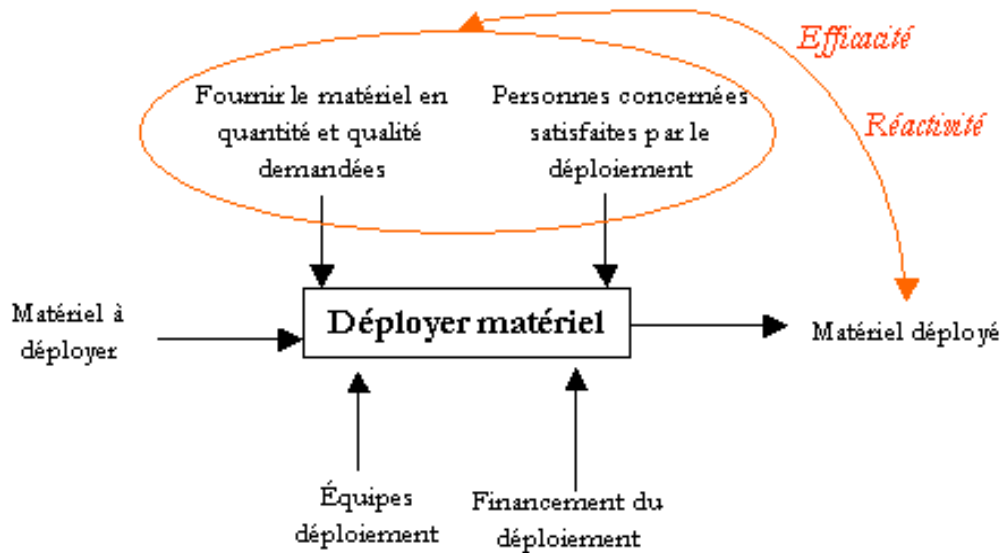 Efficacité
Réactivité
Fournir le matériel en
quantité et qualité
demandées
Personnes concernées
satisfaites par le
déploiement
Matériel à
déployer
Déployer matériel
Matériel déployé
Équipes
déploiement
Financement du
déploiement